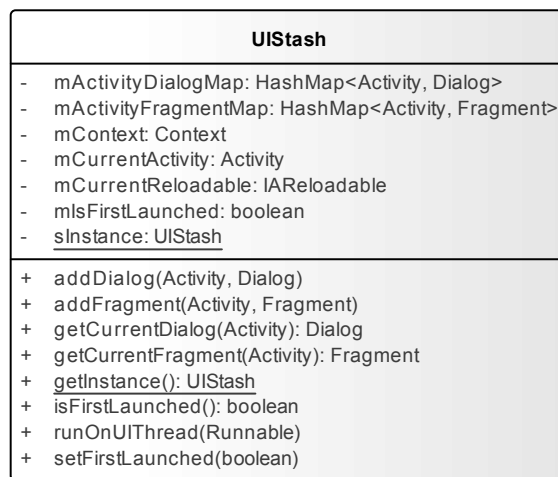 UIStash
- mActivityDialogMap: HashMap<Activity, Dialog>
- mActivityFragmentMap: HashMap<Activity, Fragment>
- mContext: Context
- mCurrentActivity: Activity
- mCurrentReloadable: IAReloadable
- mIsFirstLaunched: boolean
- sInstance: UIStash
+ addDialog(Activity, Dialog)
+ addFragment(Activity, Fragment)
+ getCurrentDialog(Activity): Dialog
+ getCurrentFragment(Activity): Fragment
+ getInstance(): UIStash
+ isFirstLaunched(): boolean
+ runOnUIThread(Runnable)
+ setFirstLaunched(boolean)